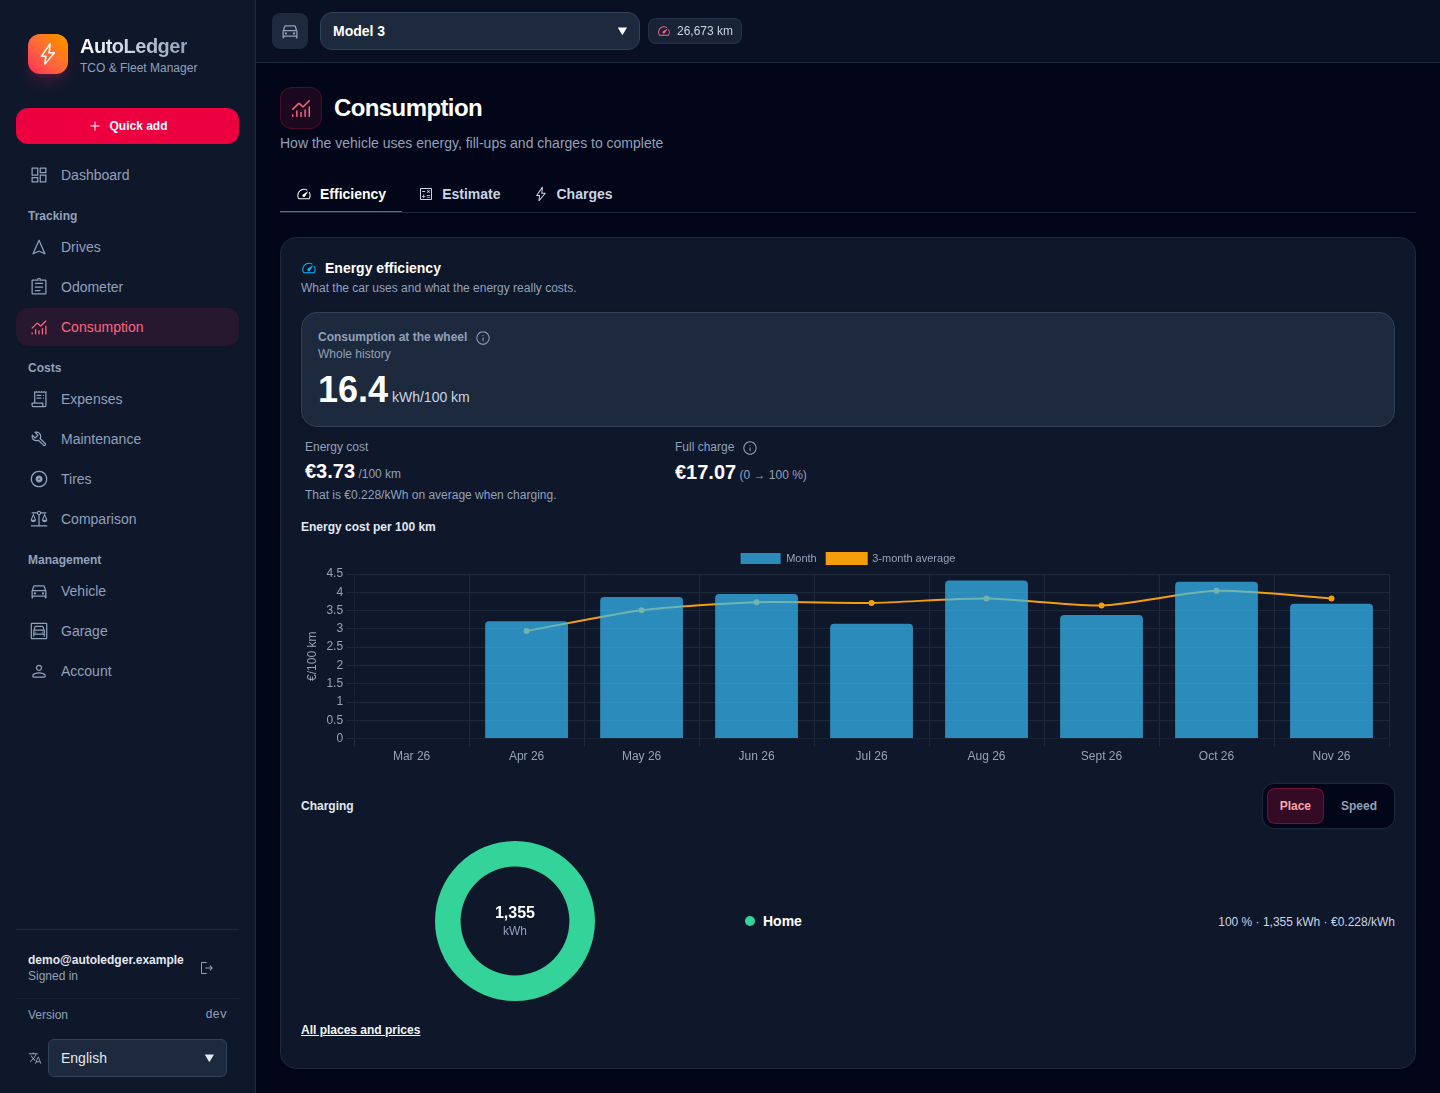 AutoLedger
TCO & Fleet Manager
Quick add
Dashboard
Tracking
Drives
Odometer
Consumption
Costs
Expenses
Maintenance
Tires
Comparison
Management
Vehicle
Garage
Account
demo@autoledger.example
Signed in
Version dev
English
Model 3
26,673 km
Consumption
How the vehicle uses energy, fill-ups and charges to complete
Efficiency Estimate Charges
Energy efficiency
What the car uses and what the energy really costs.
Consumption at the wheel
Whole history
16.4 kWh/100 km
Energy cost
€3.73 /100 km
That is €0.228/kWh on average when charging.
Full charge
€17.07 (0 → 100 %)
Energy cost per 100 km
Month 3-month average
€/100 km
4.5
4
3.5
3
2.5
2
1.5
1
0.5
0
Mar 26 Apr 26 May 26 Jun 26 Jul 26 Aug 26 Sept 26 Oct 26 Nov 26
Charging
Place Speed
1,355
kWh
Home 100 % · 1,355 kWh · €0.228/kWh
All places and prices